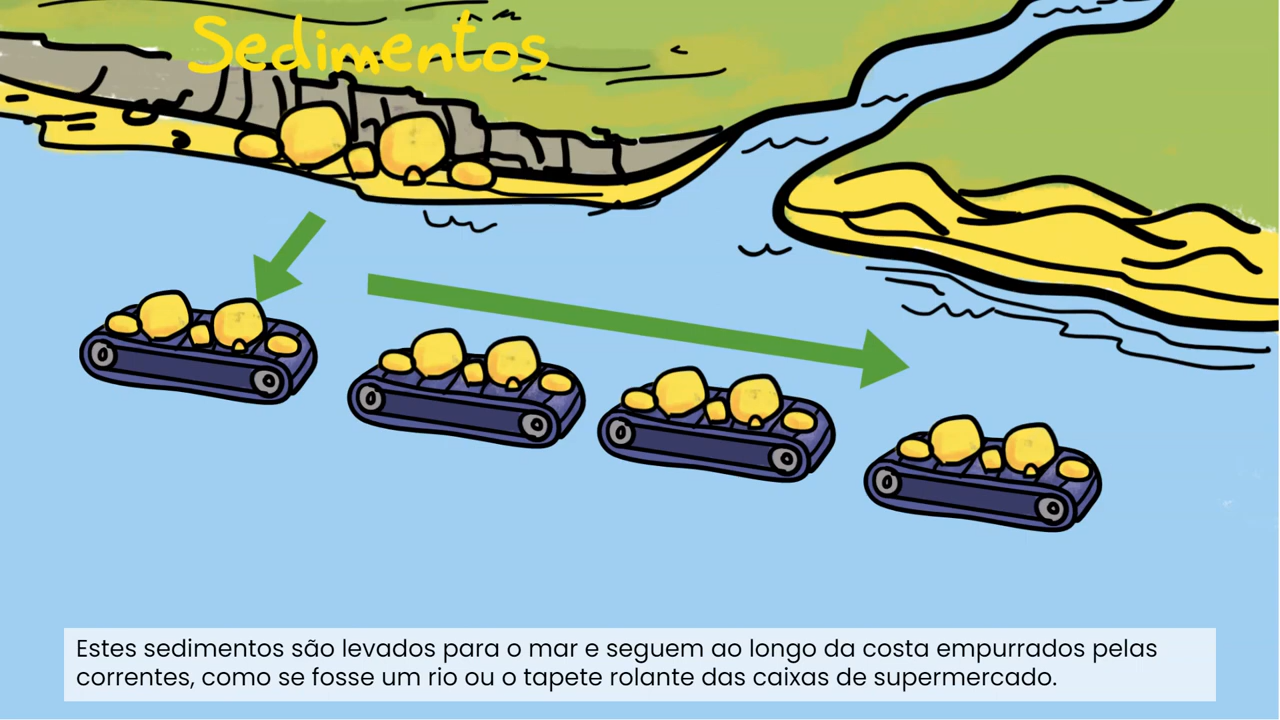 Sedimentos
Estes sedimentos são levados para o mar e seguem ao longo da costa empurrados pelas
correntes, como se fosse um rio ou o tapete rolante das caixas de supermercado.